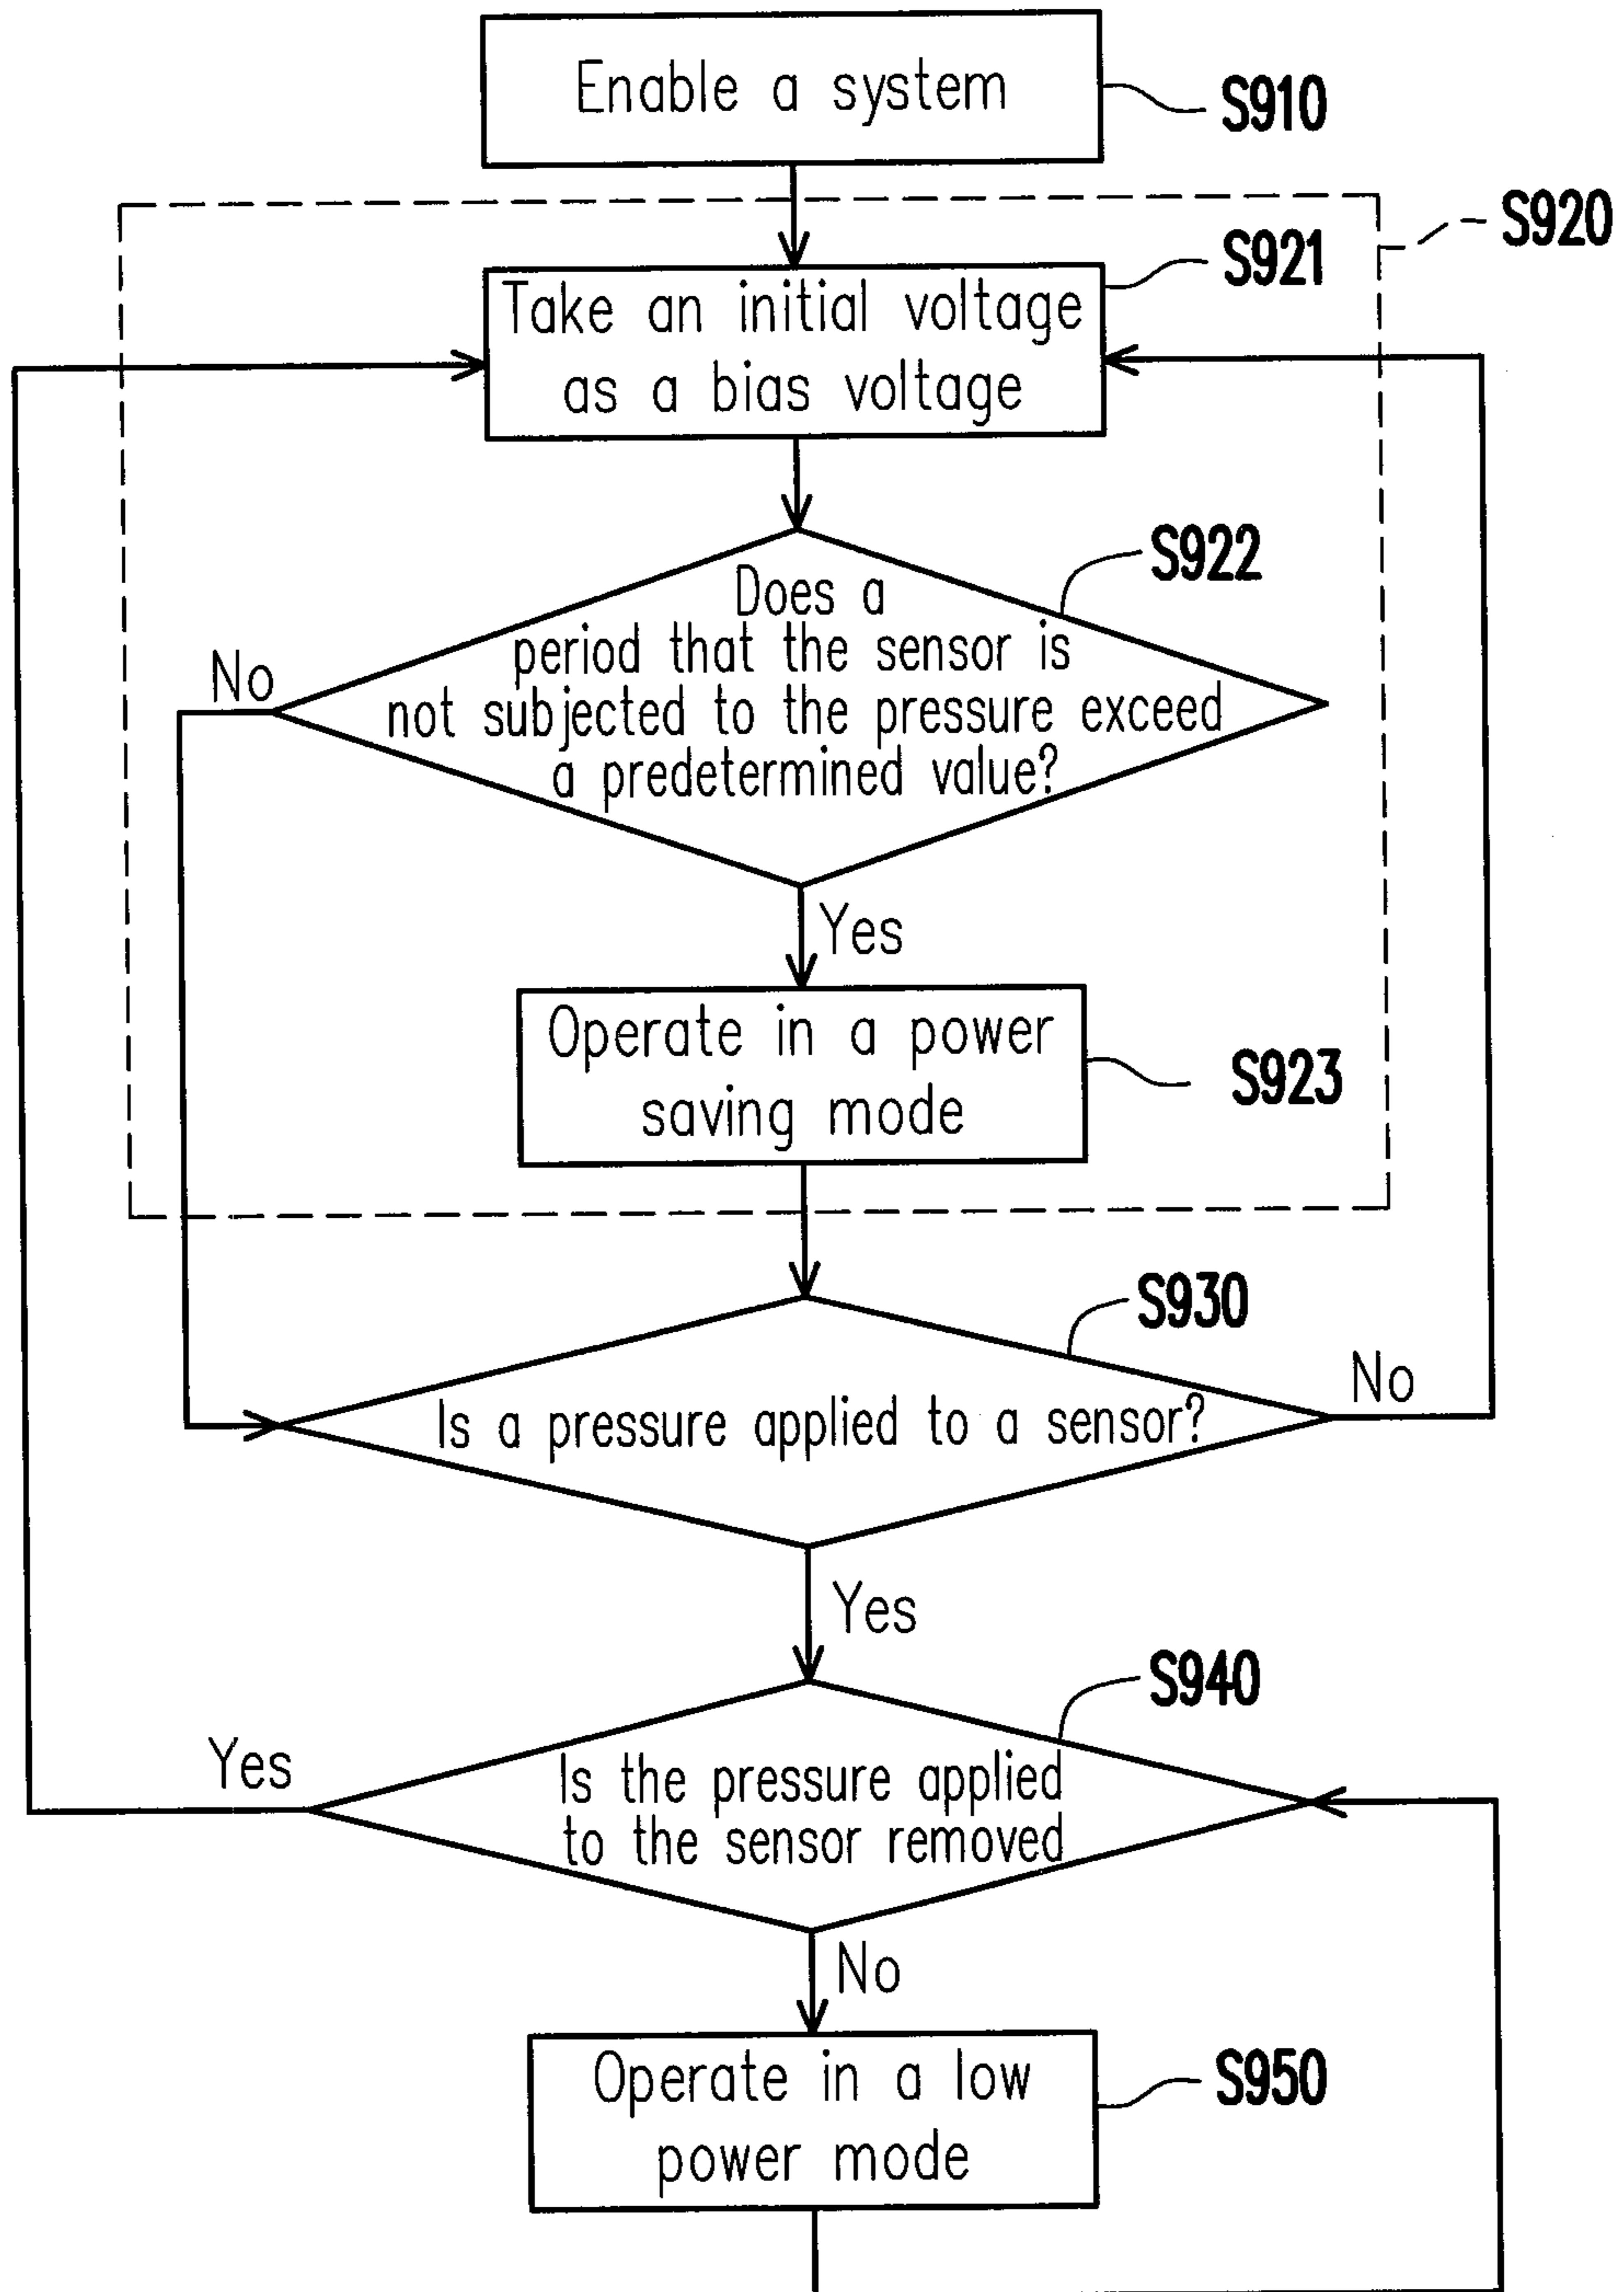 Enable a system
S910
S920
S921
Take an initial voltage
as a bias voltage
S922
Does a
period that the sensor is
not subjected to the pressure exceed
a predetermined value?
No
Yes
Operate in a power
saving mode
S923
S930
Is a pressure applied to a sensor?
No
Yes
S940
Yes
Is the pressure applied
to the sensor removed
No
Operate in a low
power mode
S950